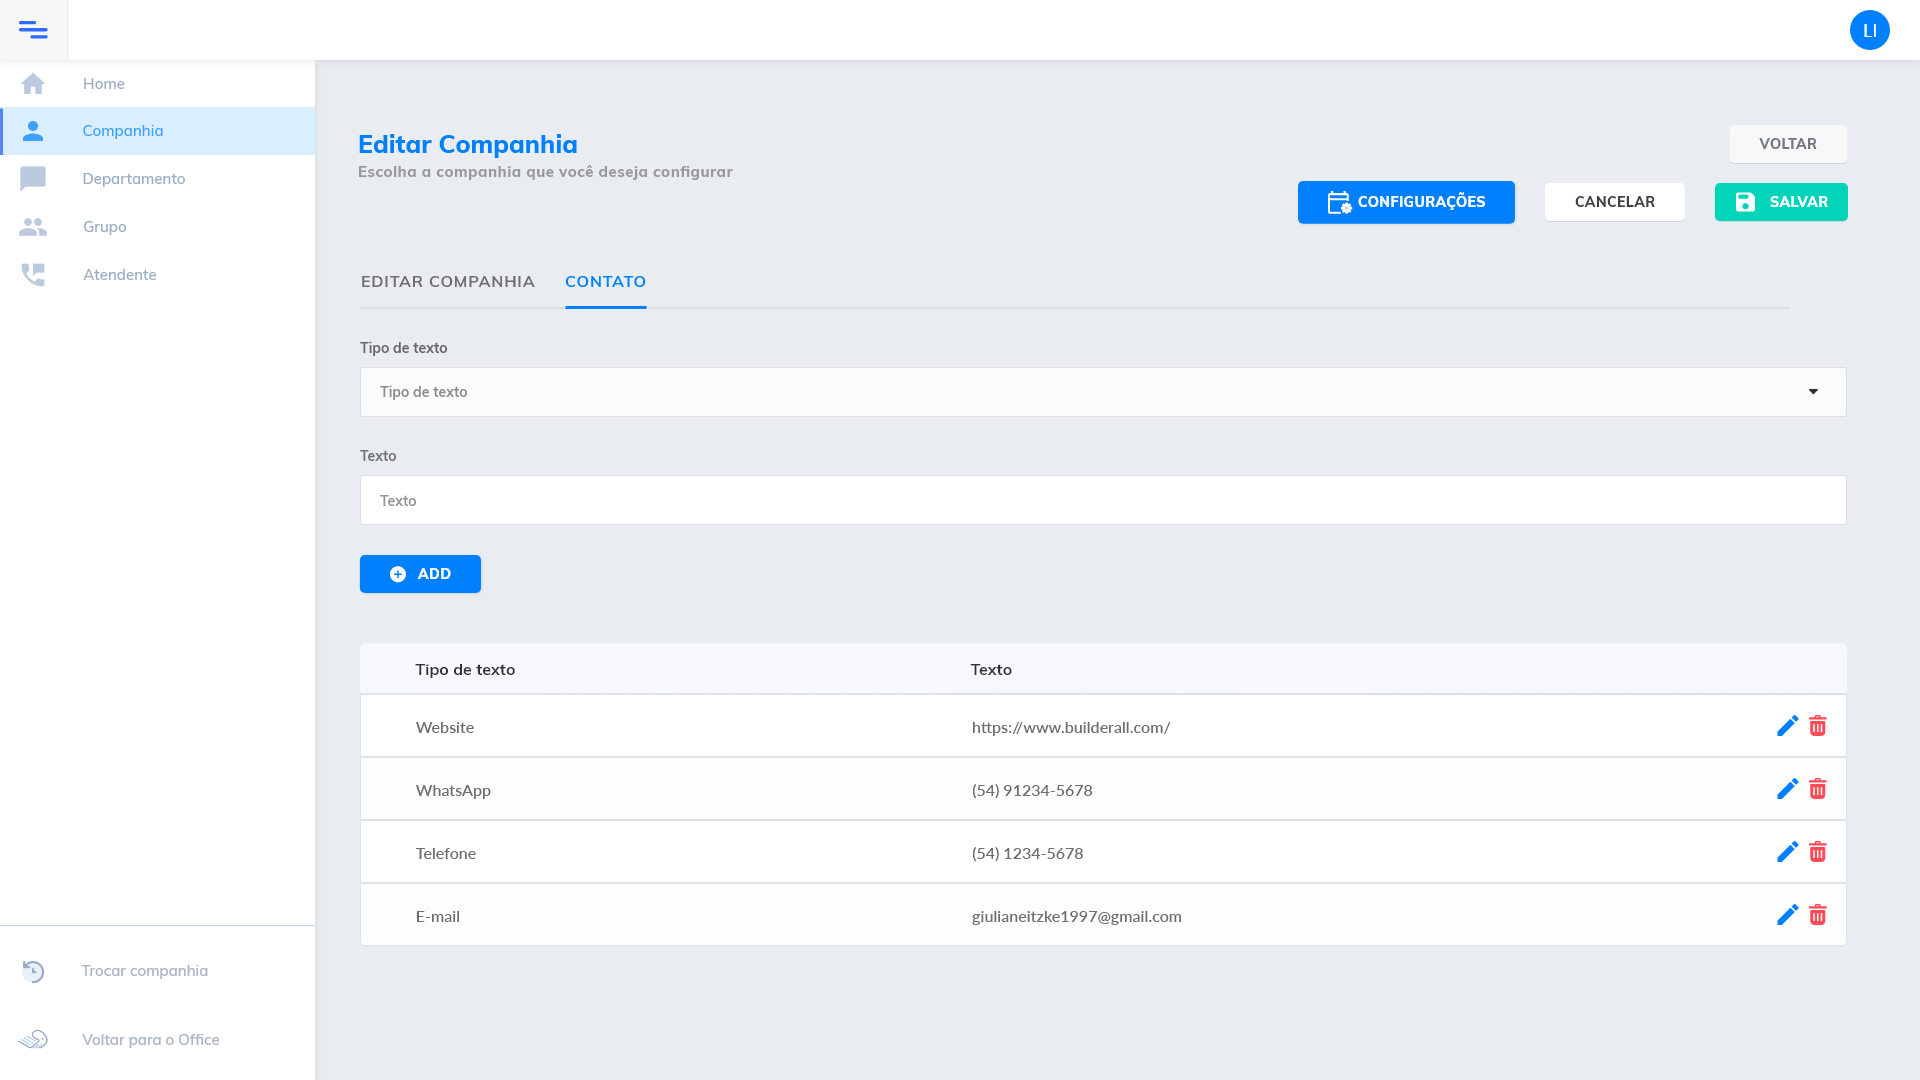 LI
Home
Companhia
Departamento
Grupo
Atendente
Trocar companhia
Voltar para o Office
Editar Companhia
Escolha a companhia que você deseja configurar
VOLTAR
CONFIGURAÇÕES
CANCELAR
SALVAR
EDITAR COMPANHIA
CONTATO
Tipo de texto
Tipo de texto
Texto
Texto
ADD
Tipo de texto Texto
Website https://www.builderall.com/
WhatsApp (54) 91234-5678
Telefone (54) 1234-5678
E-mail giulianeitzke1997@gmail.com